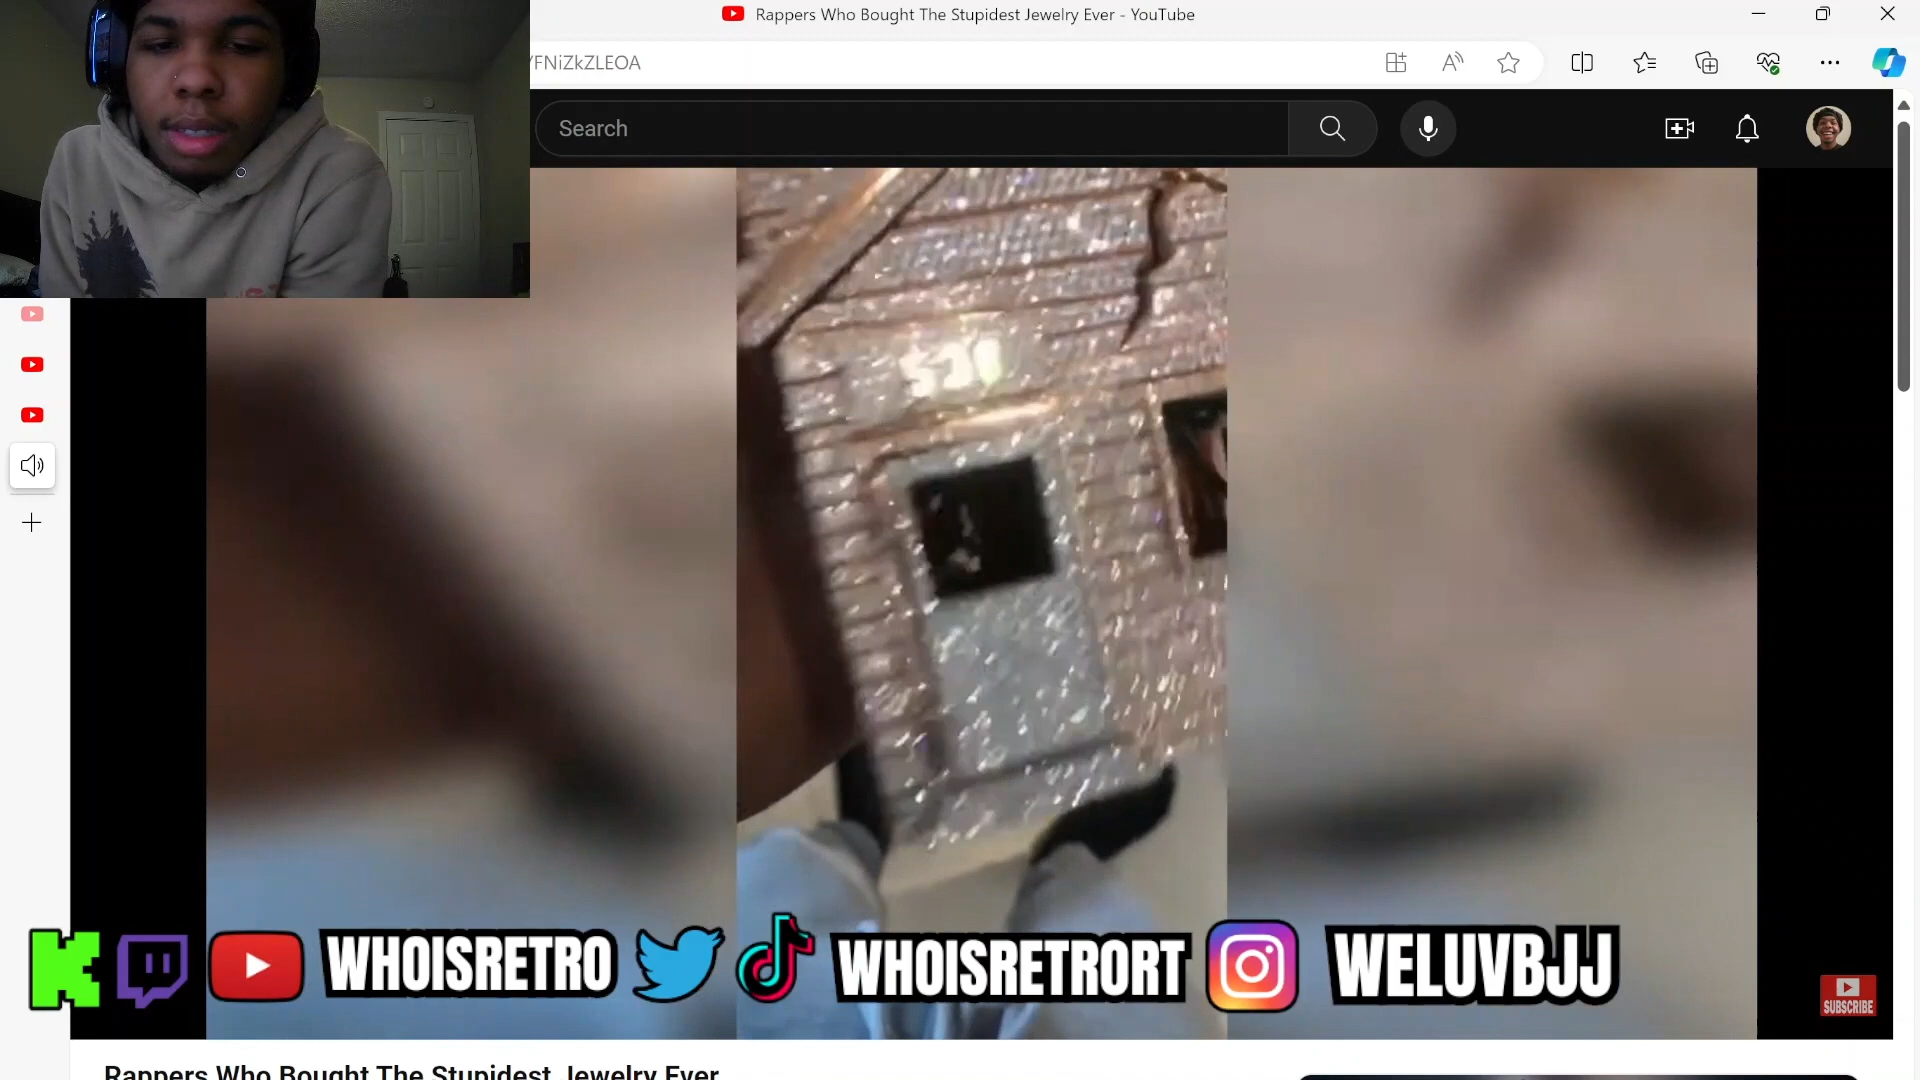 Rappers Who Bought The Stupidest Jewelry Ever - YouTube
/FNiZkZLEOA
Search
WHOISRETRO
WHOISRETRORT
WELUVBJJ
SUBSCRIBE
Rappers Who Bought The Stupidest Jewelry Ever